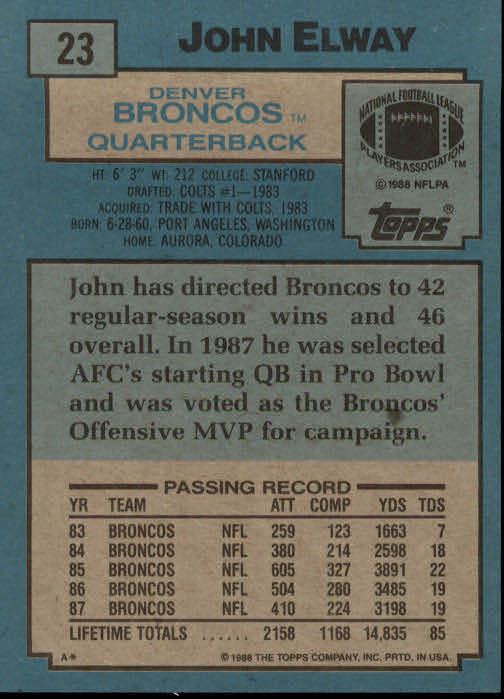 23
JOHN ELWAY
DENVER
BRONCOS TM
QUARTERBACK
NATIONAL FOOTBALL LEAGUE
PLAYERS ASSOCIATION TM
© 1988 NFLPA
Topps®
HT: 6' 3" WT: 212 COLLEGE: STANFORD
DRAFTED: COLTS #1—1983
ACQUIRED: TRADE WITH COLTS, 1983
BORN: 6-28-60, PORT ANGELES, WASHINGTON
HOME: AURORA, COLORADO
John has directed Broncos to 42
regular-season wins and 46
overall. In 1987 he was selected
AFC's starting QB in Pro Bowl
and was voted as the Broncos'
Offensive MVP for campaign.
PASSING RECORD
YR TEAM ATT COMP YDS TDS
83 BRONCOS NFL 259 123 1663 7
84 BRONCOS NFL 380 214 2598 18
85 BRONCOS NFL 605 327 3891 22
86 BRONCOS NFL 504 280 3485 19
87 BRONCOS NFL 410 224 3198 19
LIFETIME TOTALS ...... 2158 1168 14,835 85
A* © 1988 THE TOPPS COMPANY, INC. PRTD. IN USA.